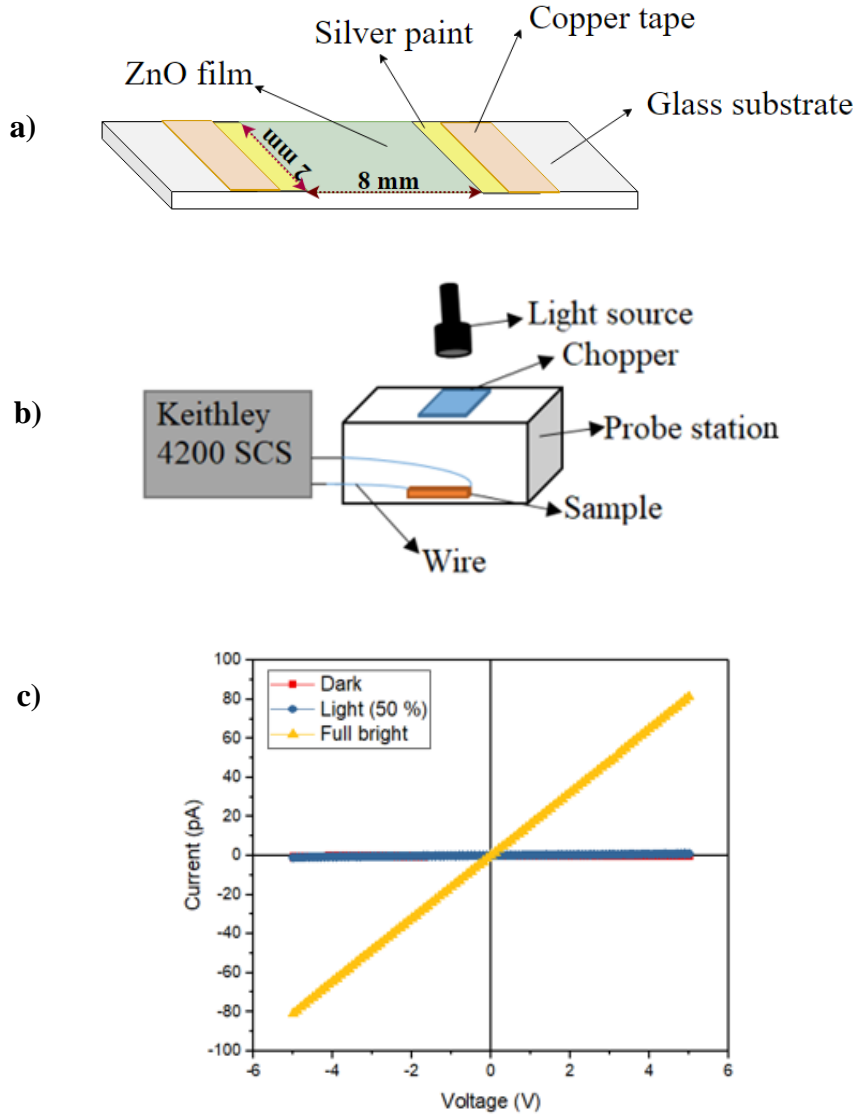 a)
Silver paint
Copper tape
ZnO film
Glass substrate
2 mm
8 mm
b)
Light source
Chopper
Keithley
4200 SCS
Probe station
Sample
Wire
c)
Dark
Light (50 %)
Full bright
Current (pA)
100
80
60
40
20
0
-20
-40
-60
-80
-100
-6
-4
-2
0
2
4
6
Voltage (V)